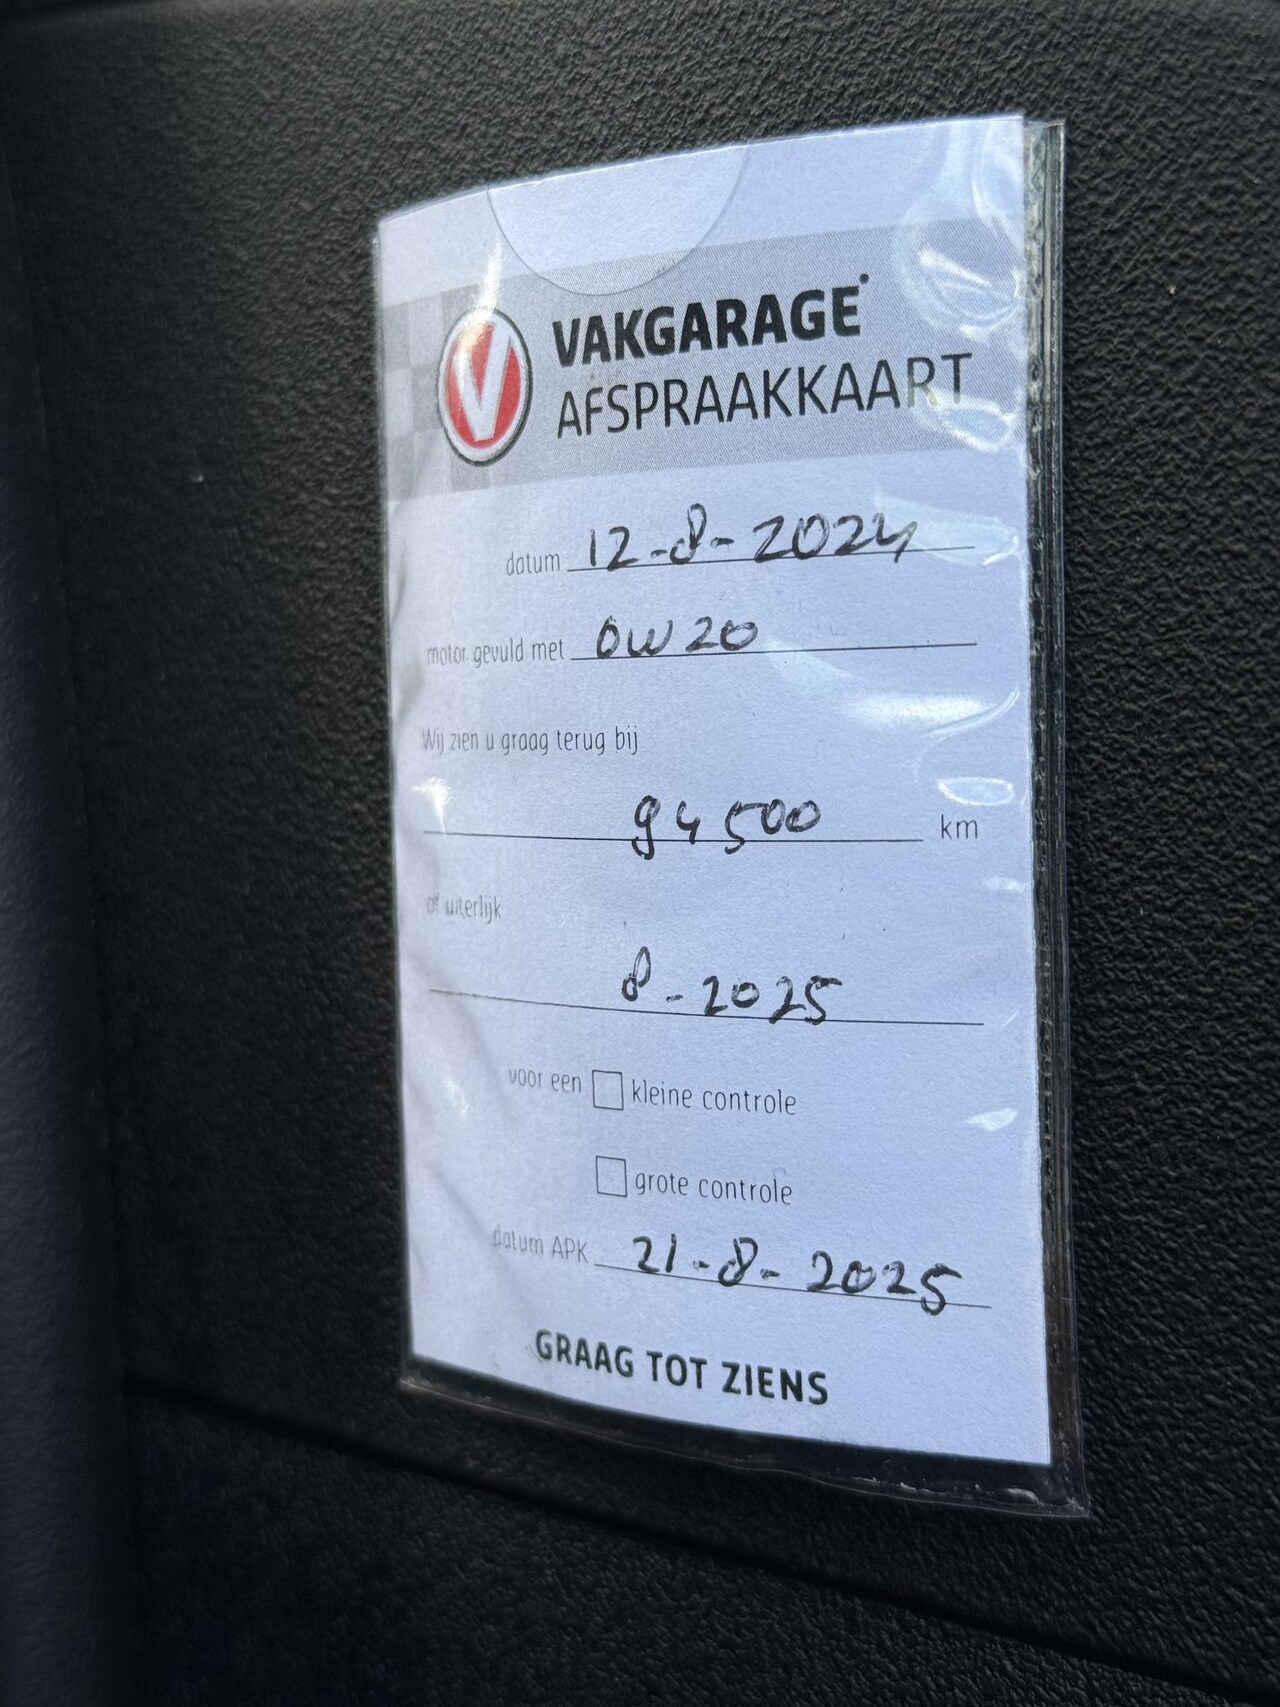 V VAKGARAGE
AFSPRAAKKAART
datum 12-8-2024
motor gevuld met 0W20
Wij zien u graag terug bij
94500 km
of uiterlijk
8-2025
voor een kleine controle
grote controle
datum APK 21-8-2025
GRAAG TOT ZIENS